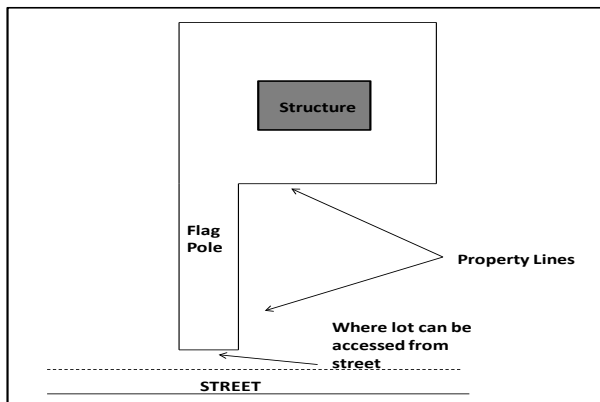 Structure
Flag
Pole
Property Lines
Where lot can be
accessed from
street
STREET